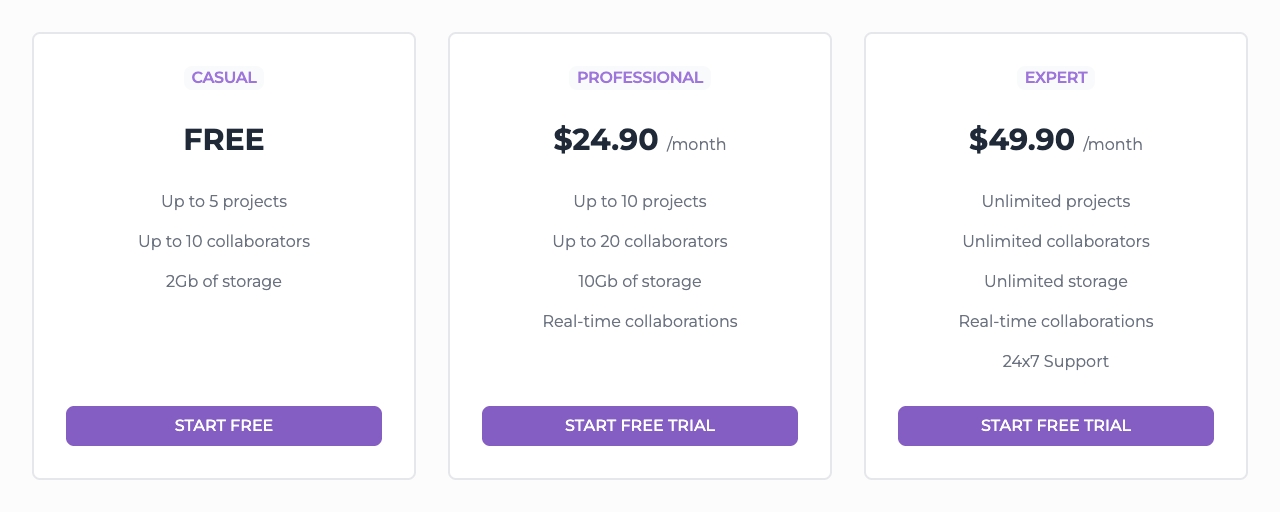 CASUAL
FREE
Up to 5 projects
Up to 10 collaborators
2Gb of storage
START FREE
PROFESSIONAL
$24.90 /month
Up to 10 projects
Up to 20 collaborators
10Gb of storage
Real-time collaborations
START FREE TRIAL
EXPERT
$49.90 /month
Unlimited projects
Unlimited collaborators
Unlimited storage
Real-time collaborations
24x7 Support
START FREE TRIAL